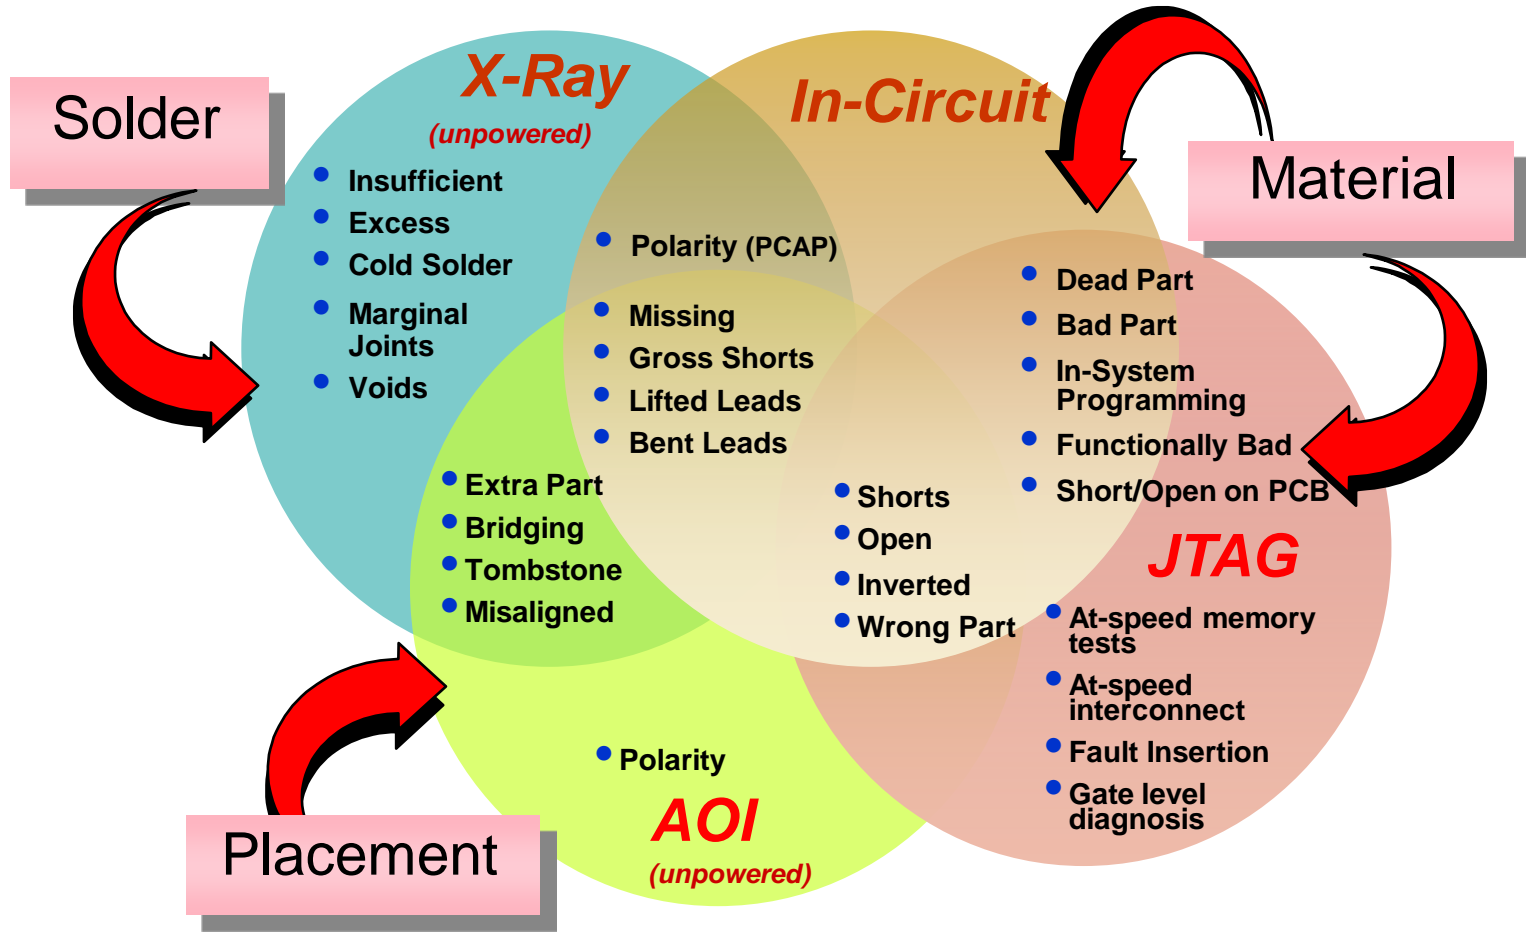 X-Ray
(unpowered)
In-Circuit
Solder
Material
• Insufficient
• Excess
• Cold Solder
• Marginal
Joints
• Voids
• Polarity (PCAP)
• Missing
• Gross Shorts
• Lifted Leads
• Bent Leads
• Dead Part
• Bad Part
• In-System
Programming
• Functionally Bad
• Short/Open on PCB
• Extra Part
• Bridging
• Tombstone
• Misaligned
• Shorts
• Open
• Inverted
• Wrong Part
JTAG
• At-speed memory
tests
• At-speed
interconnect
• Fault Insertion
• Gate level
diagnosis
• Polarity
AOI
(unpowered)
Placement